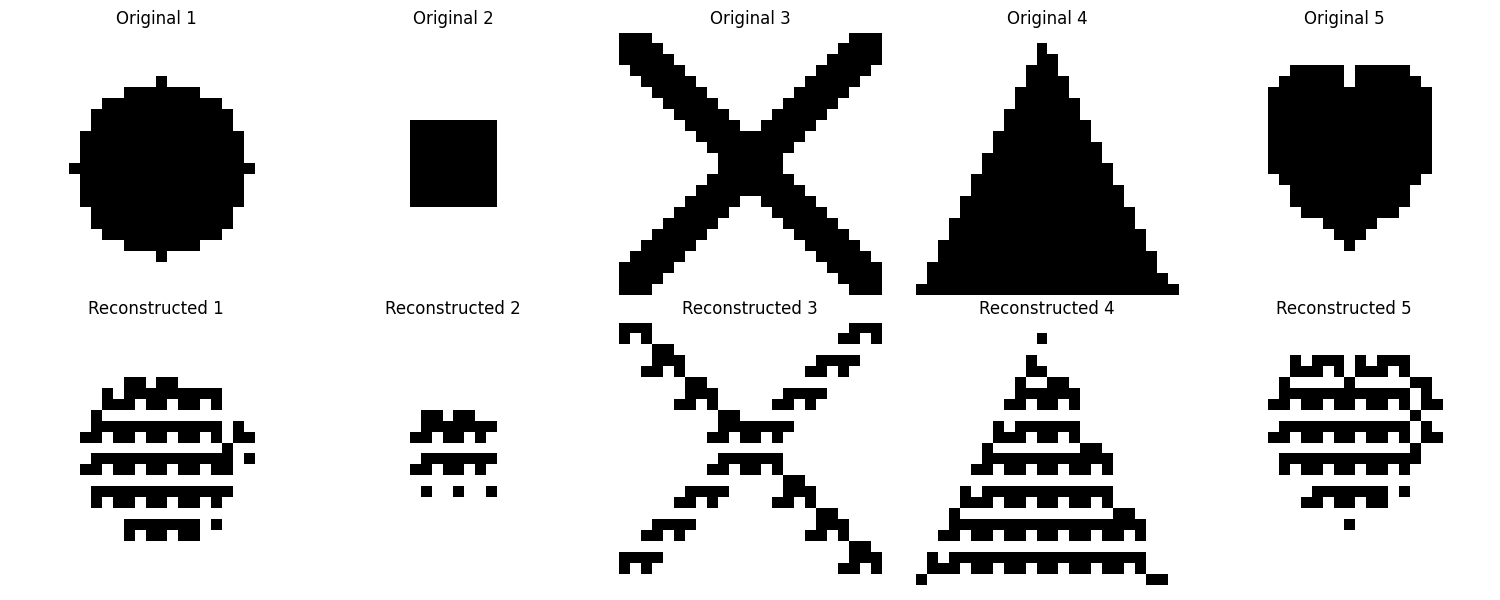 Original 1
Original 2
Original 3
Original 4
Original 5
Reconstructed 1
Reconstructed 2
Reconstructed 3
Reconstructed 4
Reconstructed 5